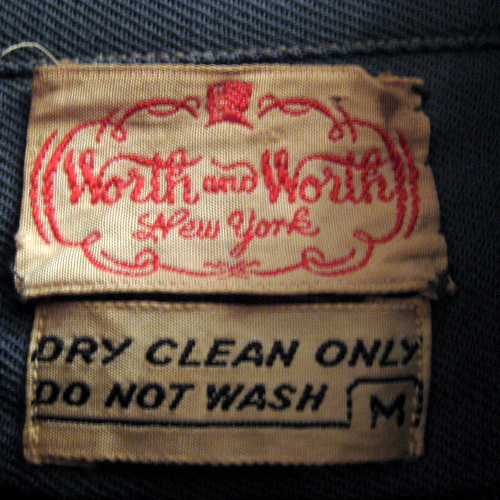 Worth and Worth
New York
DRY CLEAN ONLY
DO NOT WASH
M